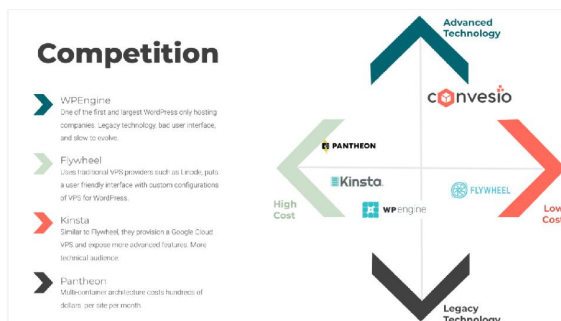 Competition
WPEngine
One of the first and largest WordPress only hosting
companies. Legacy technology, bad user interface,
and slow to evolve.
Flywheel
Uses traditional VPS providers such as Linode, puts
a user friendly interface with custom configurations
of VPS for WordPress.
Kinsta
Similar to Flywheel, they provision a Google Cloud
VPS and expose more advanced features. More
technical audience.
Pantheon
Multi-container architecture costs hundreds of
dollars per site per month.
Advanced
Technology
convesio
PANTHEON
Kinsta
FLYWHEEL
WP engine
High
Cost
Low
Cost
Legacy
Technology